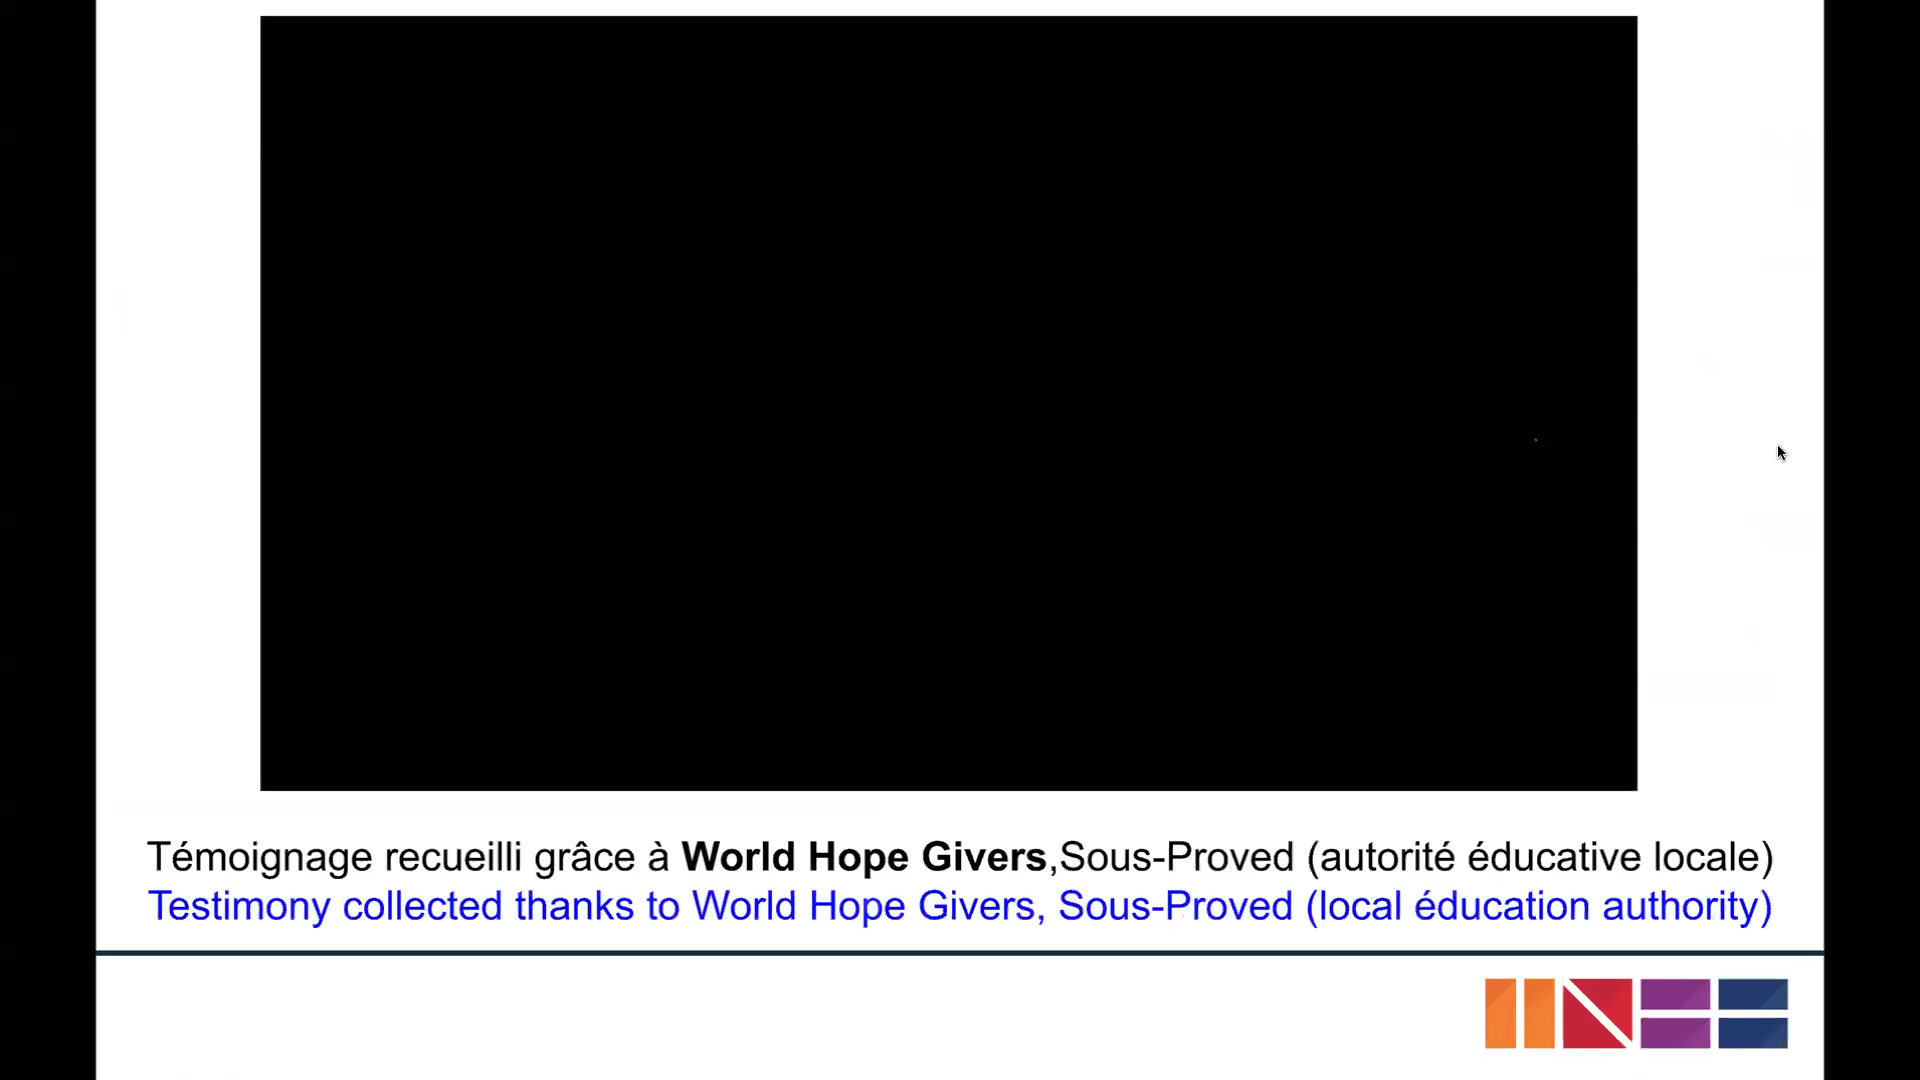 Témoignage recueilli grâce à World Hope Givers,Sous-Proved (autorité éducative locale)
Testimony collected thanks to World Hope Givers, Sous-Proved (local éducation authority)
INEE